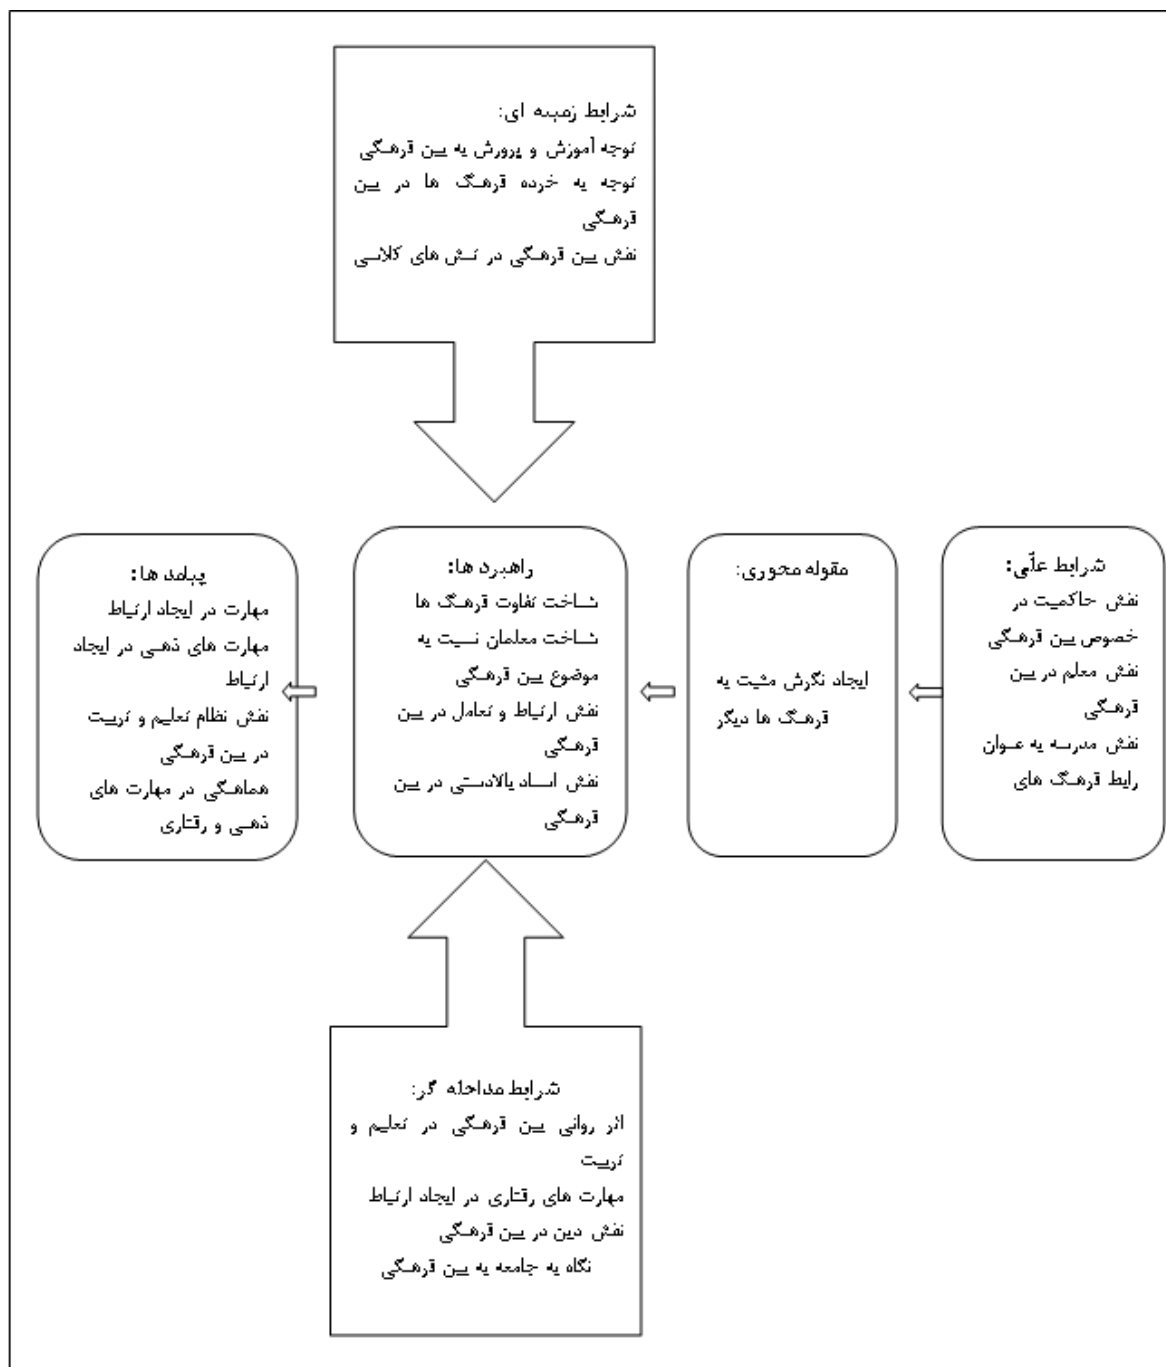 شرایط زمینه ای:
توجه آموزش و پرورش به بین فرهنگی
توجه به خرده فرهنگ ها در بین
فرهنگی
نقش بین فرهنگی در تنش های کلاسی
شرایط علّی:
نقش حاکمیت در
خصوص بین فرهنگی
نقش معلم در بین
فرهنگی
نقش مدرسه به عنوان
رابط فرهنگ های
مقوله محوری:
ایجاد نگرش مثبت به
فرهنگ ها دیگر
راهبرد ها:
شناخت تفاوت فرهنگ ها
شناخت معلمان نسبت به
موضوع بین فرهنگی
نقش ارتباط و تعامل در بین
فرهنگی
نقش اسناد بالادستی در بین
فرهنگی
پیامد ها:
مهارت در ایجاد ارتباط
مهارت های ذهنی در ایجاد
ارتباط
نقش نظام تعلیم و تربیت
در بین فرهنگی
هماهنگی در مهارت های
ذهنی و رفتاری
شرایط مداخله گر:
اثر روانی بین فرهنگی در تعلیم و
تربیت
مهارت های رفتاری در ایجاد ارتباط
نقش دین در بین فرهنگی
نگاه به جامعه به بین فرهنگی